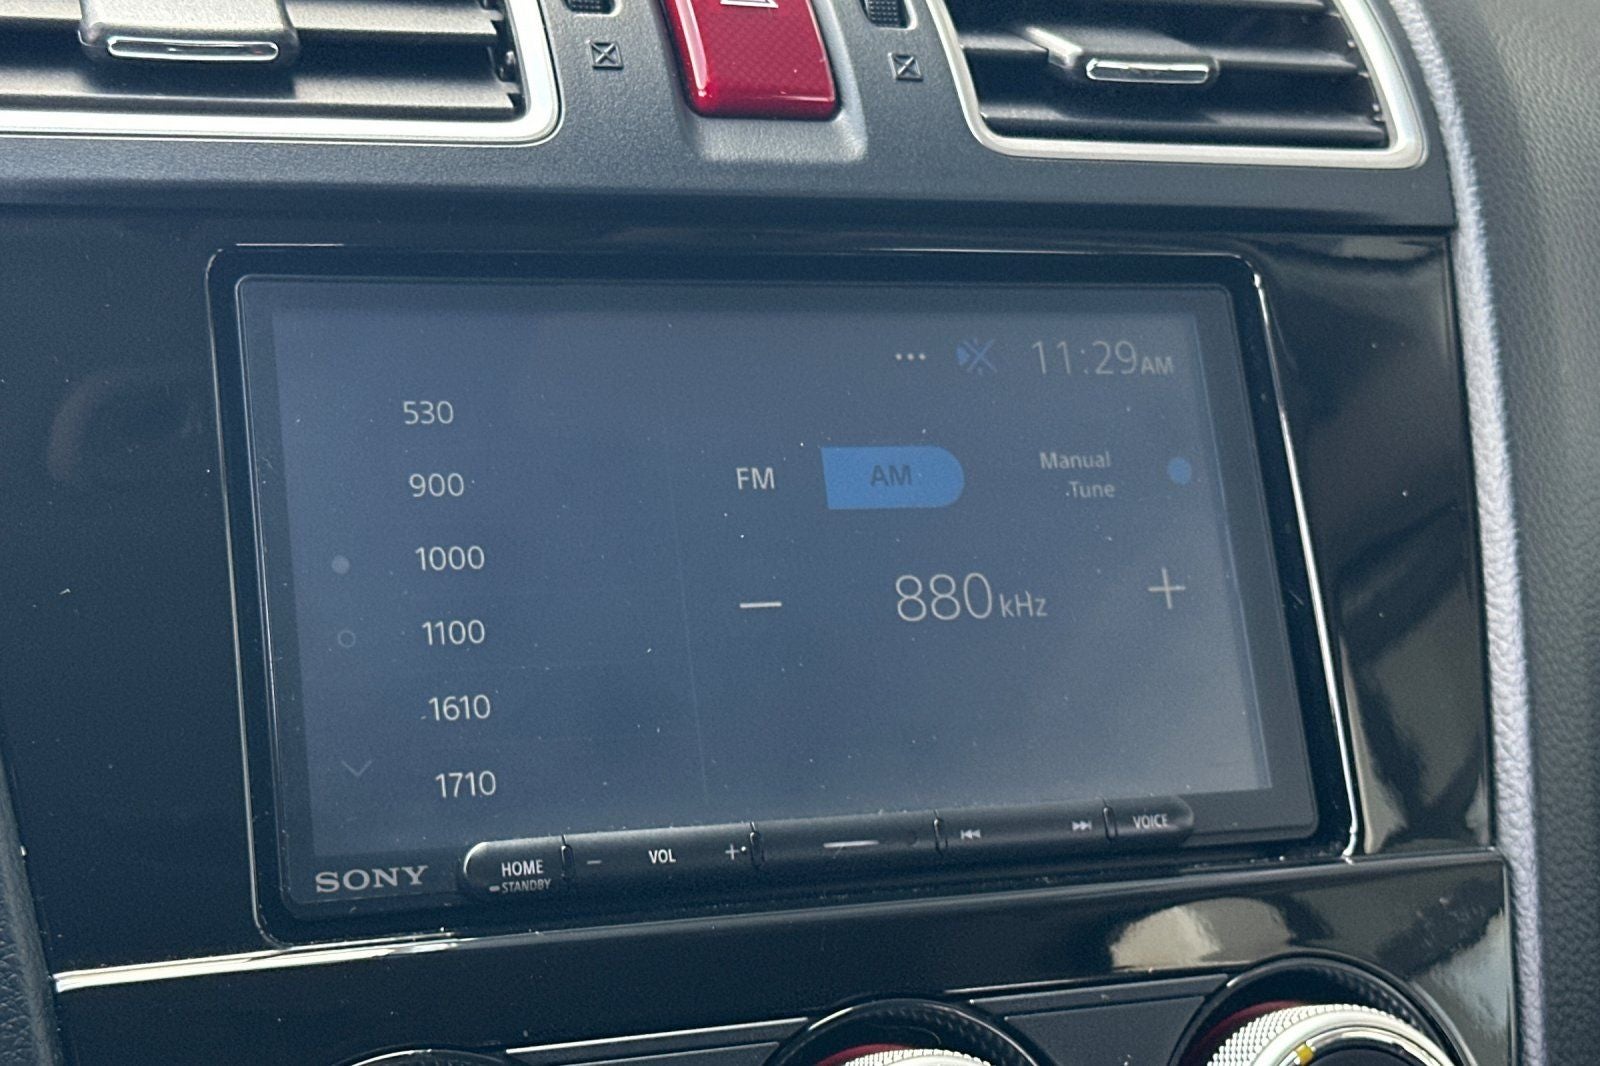 11:29AM
530
900
1000
1100
1610
1710
FM
AM
Manual
Tune
880kHz
SONY
HOME
STANDBY
VOL
VOICE